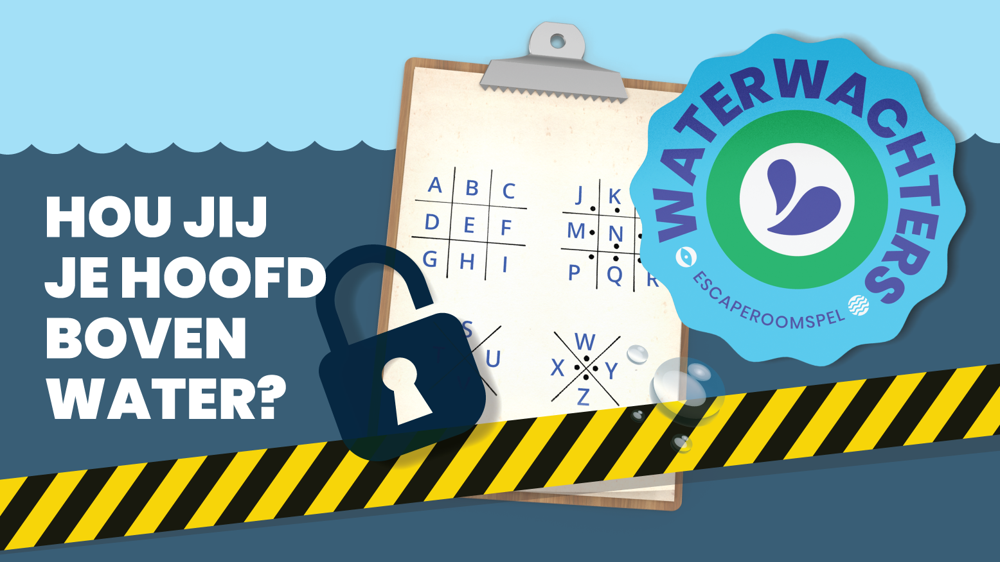 HOU JIJ
JE HOOFD
BOVEN
WATER?
A B C
D E F
G H I
J K
M N
P Q R
S
U
W
X Y
Z
WATERWACHTERS
ESCAPEROOMSPEL